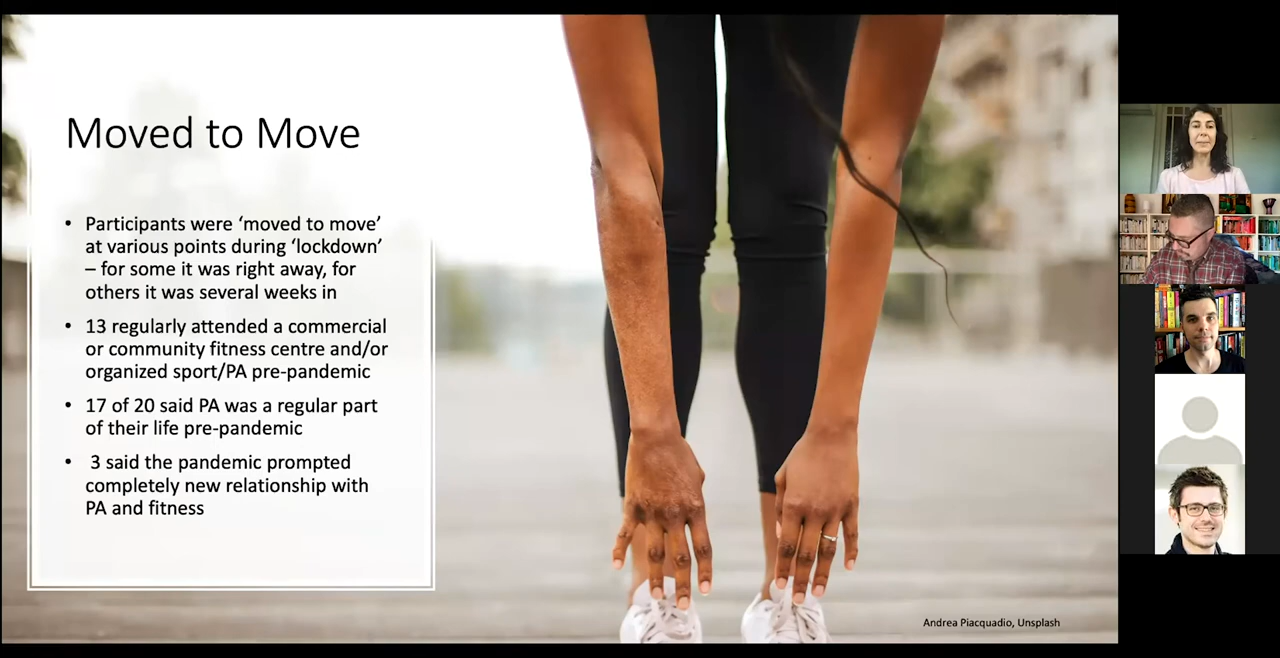 Moved to Move
• Participants were ‘moved to move’
at various points during ‘lockdown’
– for some it was right away, for
others it was several weeks in
• 13 regularly attended a commercial
or community fitness centre and/or
organized sport/PA pre-pandemic
• 17 of 20 said PA was a regular part
of their life pre-pandemic
• 3 said the pandemic prompted
completely new relationship with
PA and fitness
Andrea Piacquadio, Unsplash